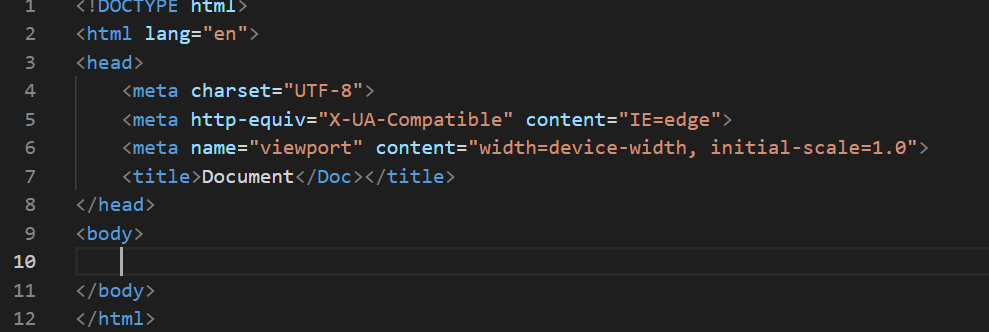 1 <!DOCTYPE html>
2 <html lang="en">
3 <head>
4     <meta charset="UTF-8">
5     <meta http-equiv="X-UA-Compatible" content="IE=edge">
6     <meta name="viewport" content="width=device-width, initial-scale=1.0">
7     <title>Document</Doc></title>
8 </head>
9 <body>
10
11 </body>
12 </html>